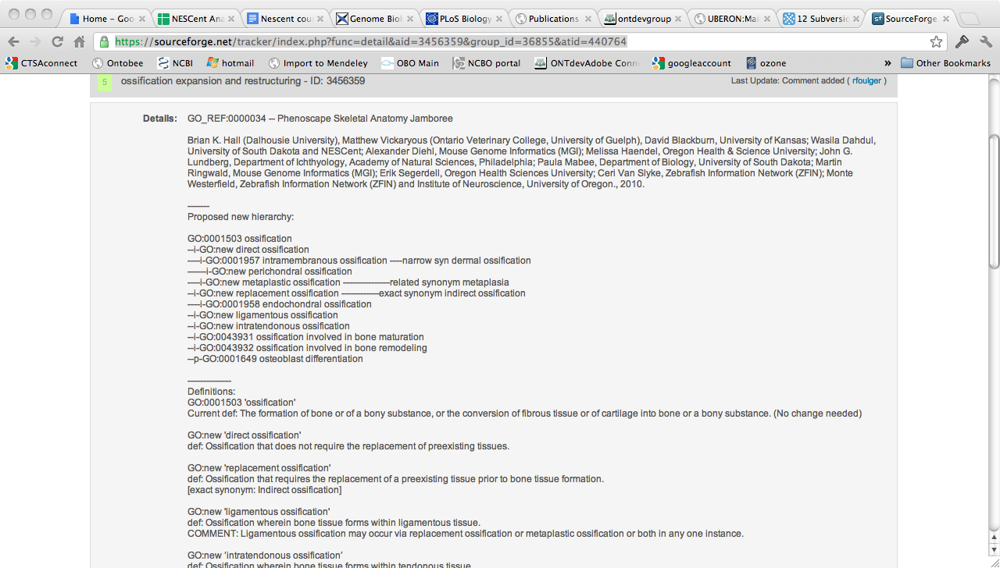 Home – Goo
NESCent Ana
Nescent cou
Genome Biol
PLoS Biology
Publications
ontdevgroup
UBERON:Mai
12 Subversio
SourceForge.
https://sourceforge.net/tracker/index.php?func=detail&aid=3456359&group_id=36855&atid=440764
CTSAconnect
Ontobee
NCBI
hotmail
Import to Mendeley
OBO Main
NCBO portal
ONTdevAdobe Conn
googleaccount
ozone
»
Other Bookmarks
5 ossification expansion and restructuring - ID: 3456359
Last Update: Comment added ( rfoulger )
Details: GO_REF:0000034 -- Phenoscape Skeletal Anatomy Jamboree
Brian K. Hall (Dalhousie University), Matthew Vickaryous (Ontario Veterinary College, University of Guelph), David Blackburn, University of Kansas; Wasila Dahdul,
University of South Dakota and NESCent; Alexander Diehl, Mouse Genome Informatics (MGI); Melissa Haendel, Oregon Health & Science University; John G.
Lundberg, Department of Ichthyology, Academy of Natural Sciences, Philadelphia; Paula Mabee, Department of Biology, University of South Dakota; Martin
Ringwald, Mouse Genome Informatics (MGI); Erik Segerdell, Oregon Health Sciences University; Ceri Van Slyke, Zebrafish Information Network (ZFIN); Monte
Westerfield, Zebrafish Information Network (ZFIN) and Institute of Neuroscience, University of Oregon., 2010.
-------
Proposed new hierarchy:
GO:0001503 ossification
--i-GO:new direct ossification
----i-GO:0001957 intramembranous ossification ----narrow syn dermal ossification
------i-GO:new perichondral ossification
----i-GO:new metaplastic ossification ---------------related synonym metaplasia
--i-GO:new replacement ossification ------------exact synonym indirect ossification
----i-GO:0001958 endochondral ossification
--i-GO:new ligamentous ossification
--i-GO:new intratendonous ossification
--i-GO:0043931 ossification involved in bone maturation
--i-GO:0043932 ossification involved in bone remodeling
--p-GO:0001649 osteoblast differentiation
--------------
Definitions:
GO:0001503 'ossification'
Current def: The formation of bone or of a bony substance, or the conversion of fibrous tissue or of cartilage into bone or a bony substance. (No change needed)
GO:new 'direct ossification'
def: Ossification that does not require the replacement of preexisting tissues.
GO:new 'replacement ossification'
def: Ossification that requires the replacement of a preexisting tissue prior to bone tissue formation.
[exact synonym: Indirect ossification]
GO:new 'ligamentous ossification'
def: Ossification wherein bone tissue forms within ligamentous tissue.
COMMENT: Ligamentous ossification may occur via replacement ossification or metaplastic ossification or both in any one instance.
GO:new 'intratendonous ossification'
def: Ossification wherein bone tissue forms within tendonous tissue.